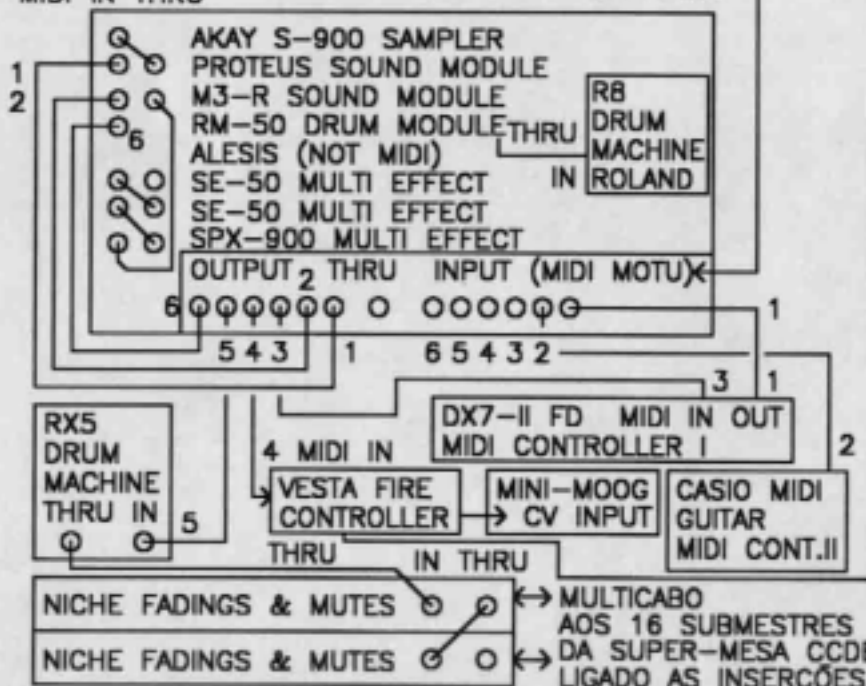 MIDI IN THRU
AKAY S-900 SAMPLER
1 PROTEUS SOUND MODULE
2 M3-R SOUND MODULE
6 RM-50 DRUM MODULE THRU
R8
DRUM
MACHINE
IN ROLAND
ALESIS (NOT MIDI)
SE-50 MULTI EFFECT
SE-50 MULTI EFFECT
SPX-900 MULTI EFFECT
OUTPUT 2 THRU INPUT (MIDI MOTU)
6 1
5 4 3 1 6 5 4 3 2
3 1
DX7-II FD MIDI IN OUT
MIDI CONTROLLER I
2
RX5
DRUM
MACHINE
THRU IN 5
4 MIDI IN
VESTA FIRE
CONTROLLER
MINI-MOOG
CV INPUT
CASIO MIDI
GUITAR
MIDI CONT.II
THRU IN THRU
NICHE FADINGS & MUTES
NICHE FADINGS & MUTES
MULTICABO
AOS 16 SUBMESTRES
DA SUPER-MESA
LIGADO AS INSERÇÕES